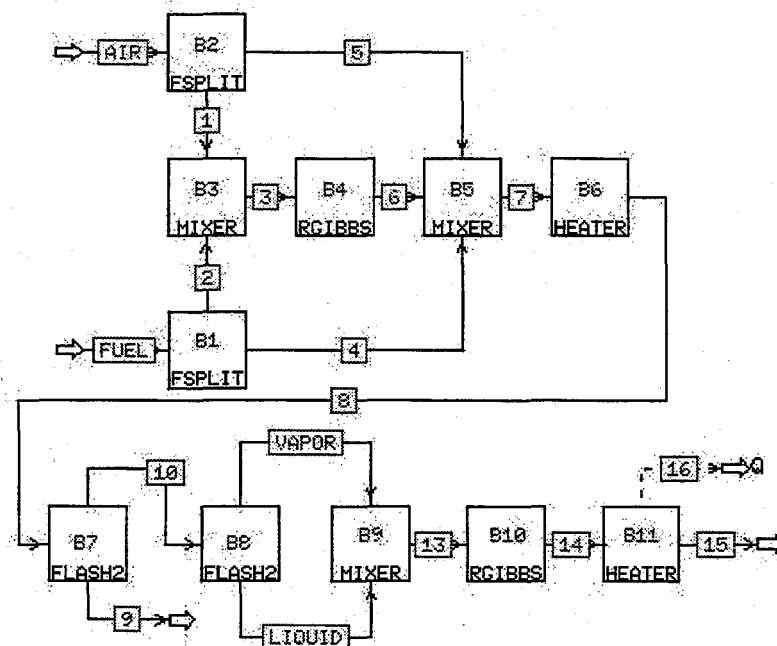 B2
AIR
5
FSPLIT
1
B3
3
B4
6
B5
7
B6
MIXER
RGIBBS
MIXER
HEATER
2
B1
FUEL
4
FSPLIT
8
VAPOR
10
16
Q
B7
B8
B9
13
B10
14
B11
15
FLASH2
FLASH2
MIXER
RGIBBS
HEATER
9
LIQUID